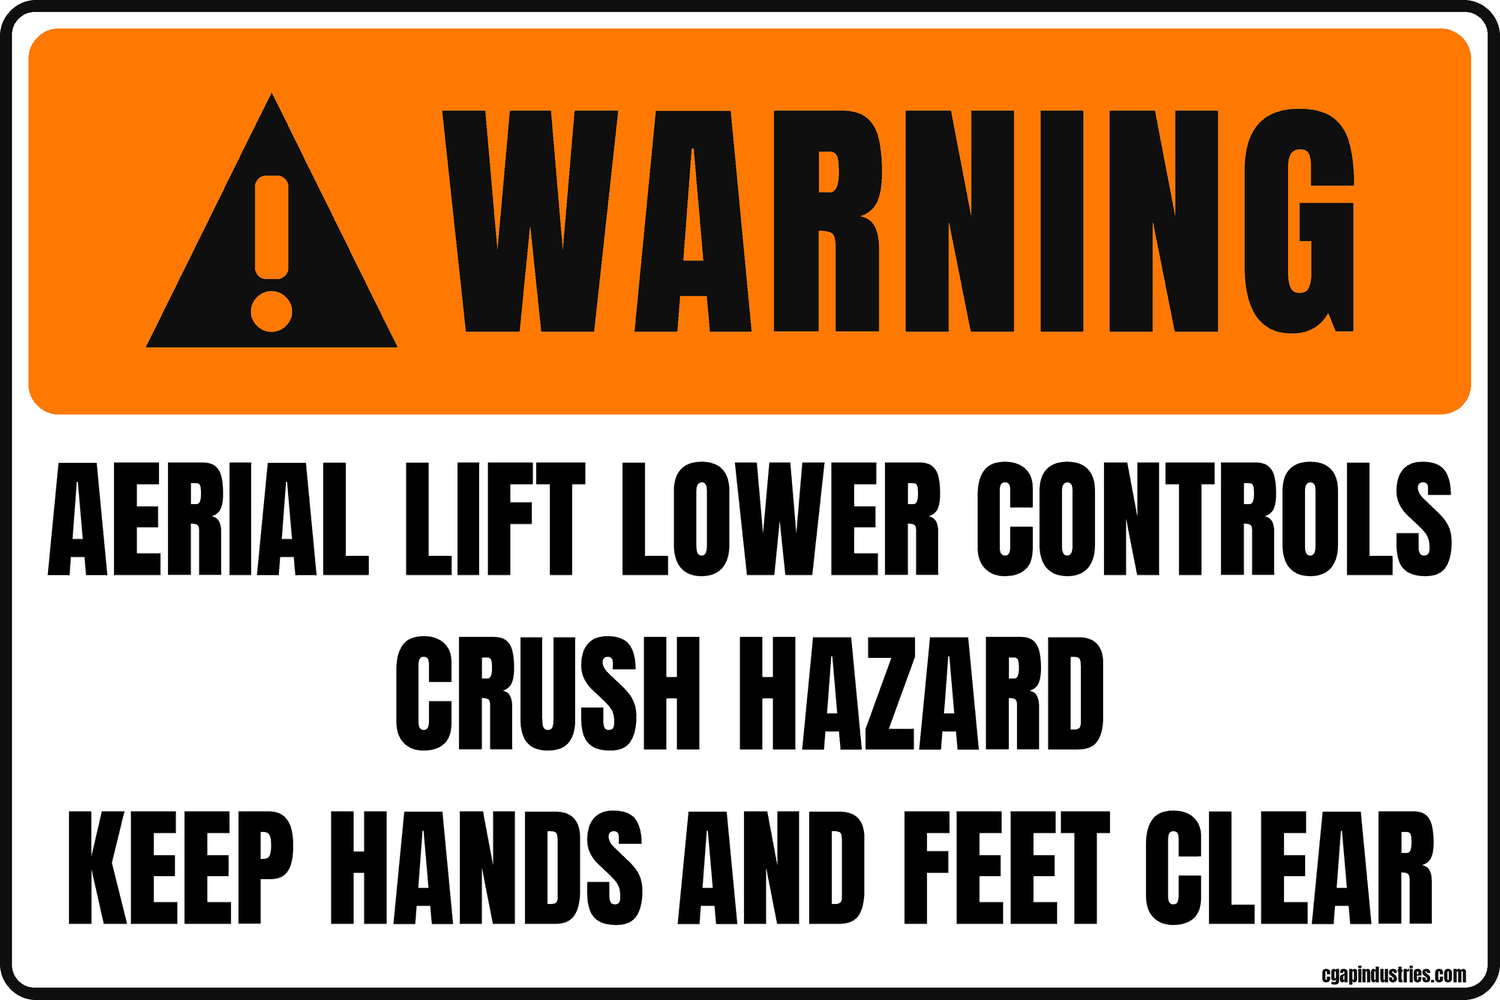 WARNING
AERIAL LIFT LOWER CONTROLS
CRUSH HAZARD
KEEP HANDS AND FEET CLEAR
cgapindustries.com